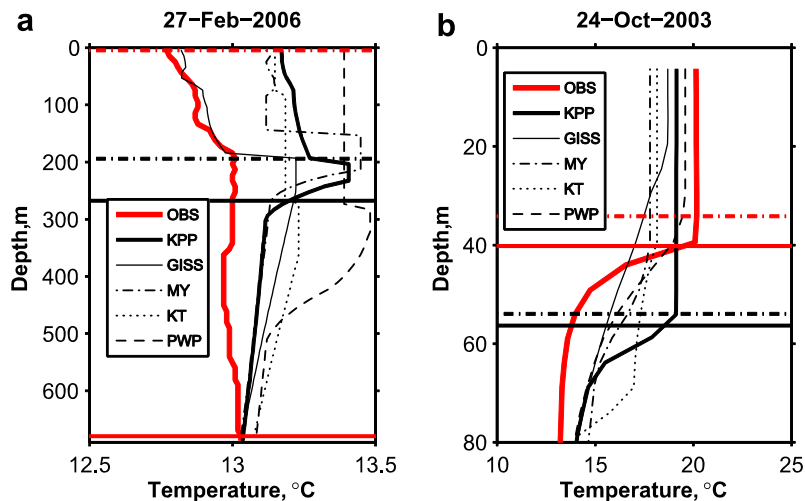 a
27-Feb-2006
Depth,m
0
100
200
300
400
500
600
OBS
KPP
GISS
MY
KT
PWP
12.5 13 13.5
Temperature, °C
b
24-Oct-2003
Depth,m
0
20
40
60
80
OBS
KPP
GISS
MY
KT
PWP
10 15 20 25
Temperature, °C